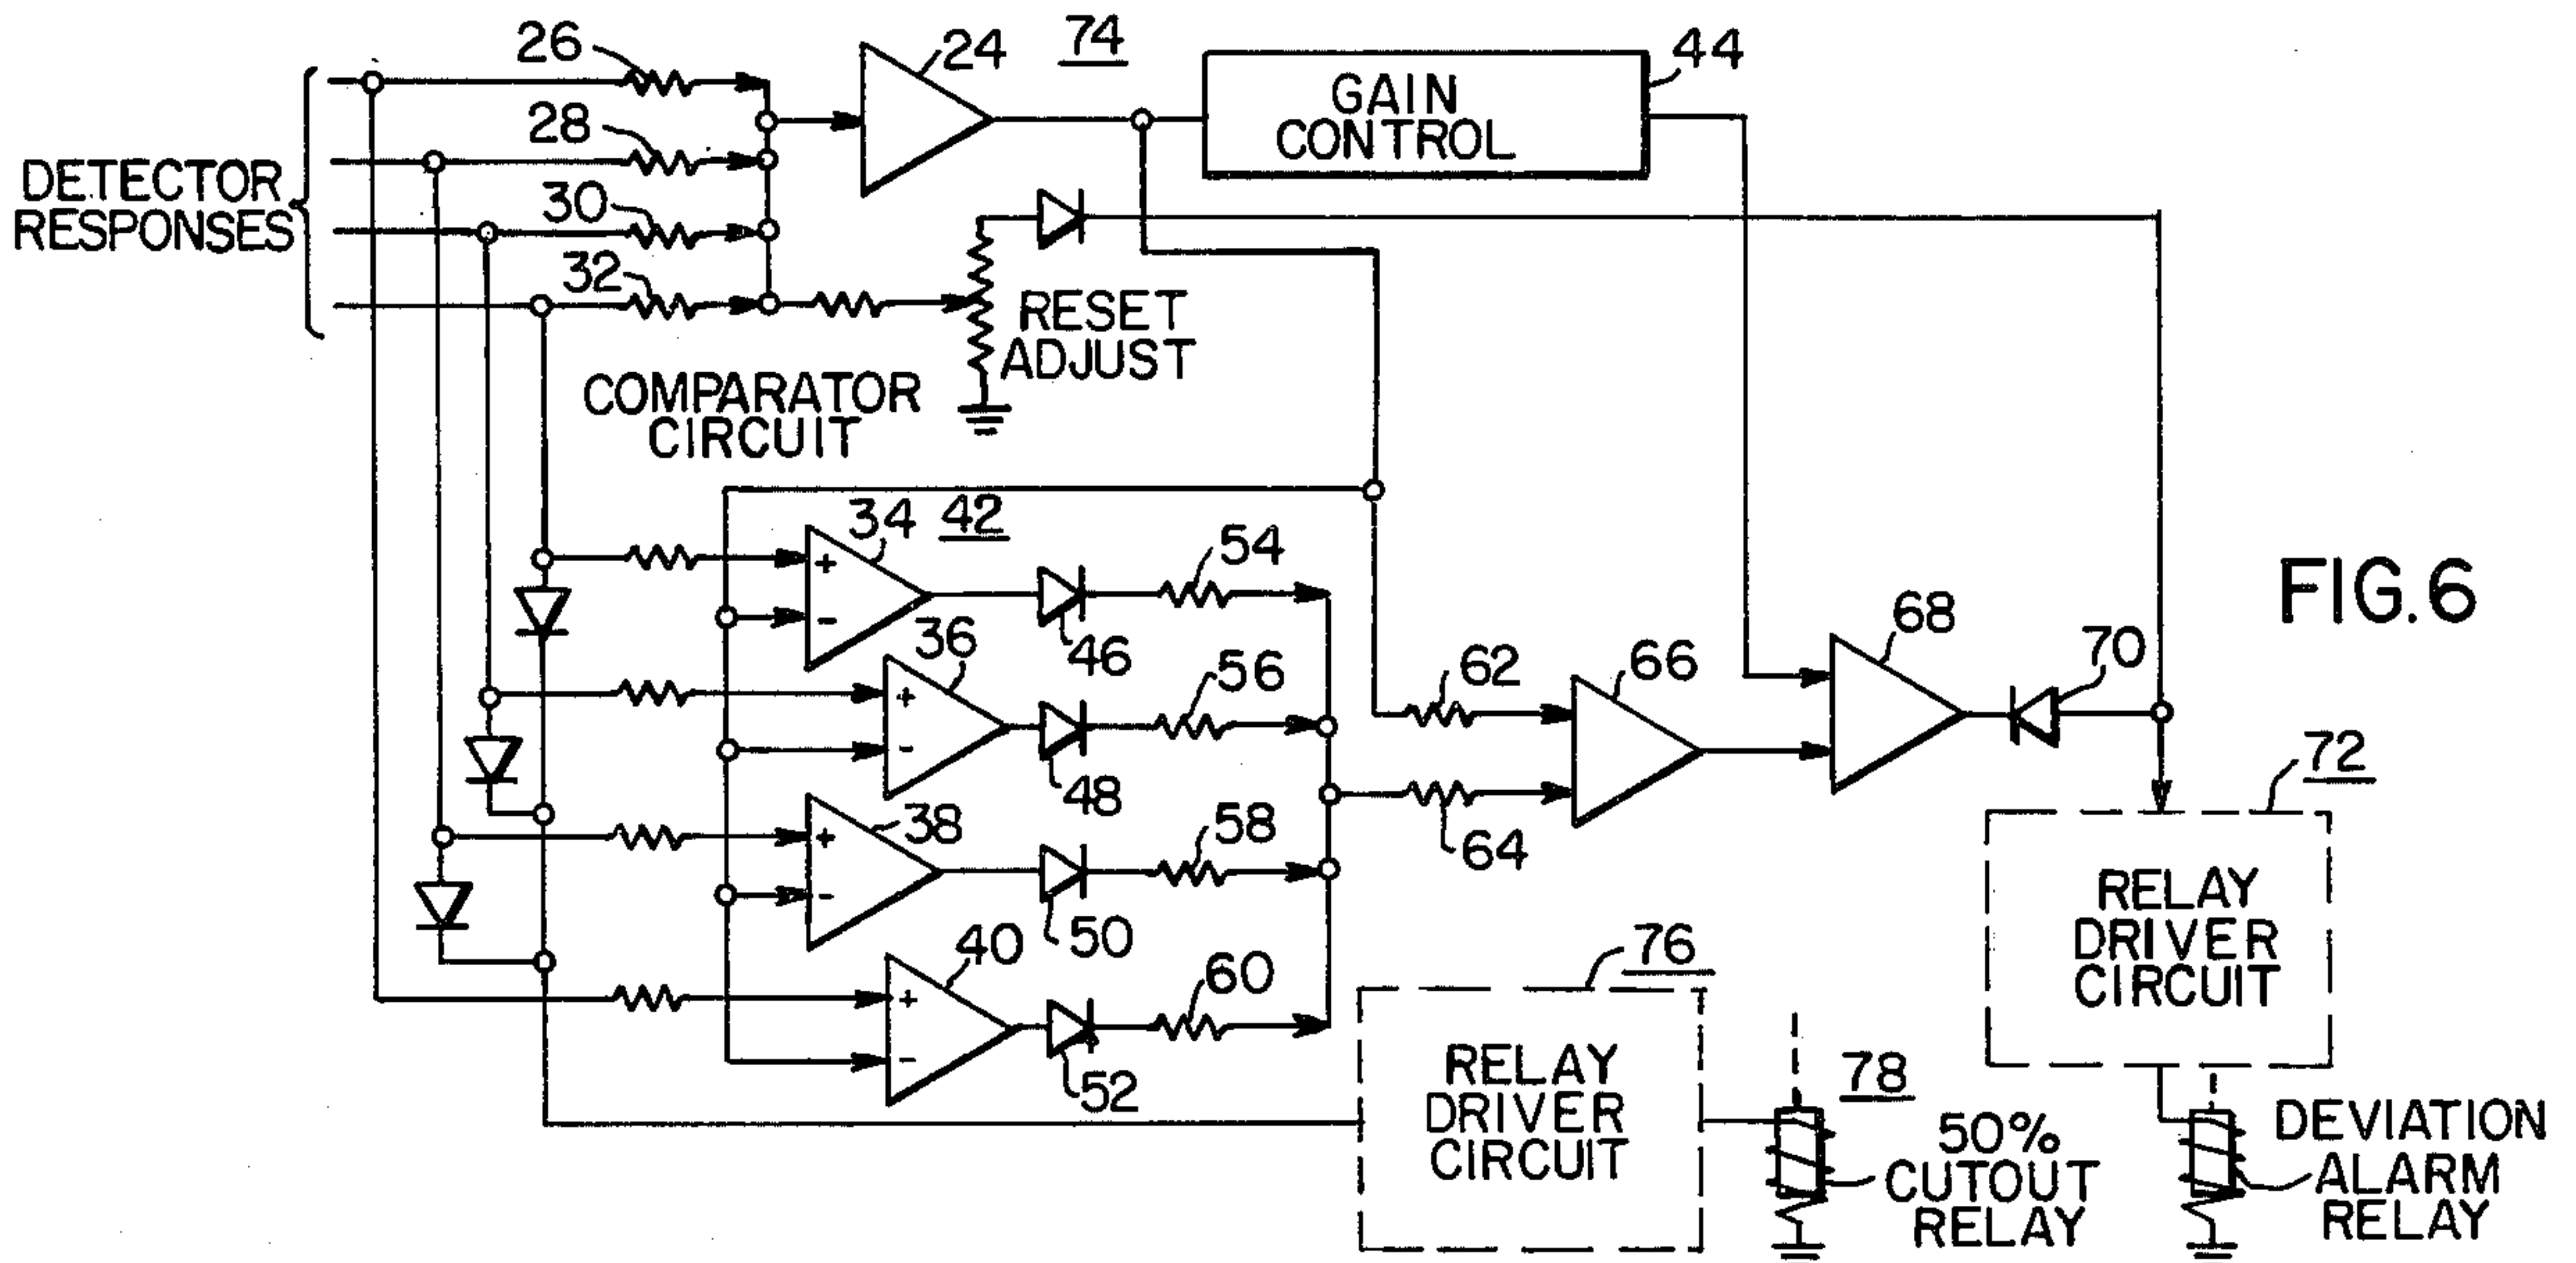 26
24
74
44
GAIN
CONTROL
28
DETECTOR
RESPONSES
30
32
RESET
ADJUST
COMPARATOR
CIRCUIT
34
42
54
+
-
46
36
56
+
-
48
62
66
68
70
FIG.6
72
38
58
64
+
-
50
RELAY
DRIVER
CIRCUIT
40
60
76
+
-
52
RELAY
DRIVER
CIRCUIT
78
50%
CUTOUT
RELAY
DEVIATION
ALARM
RELAY